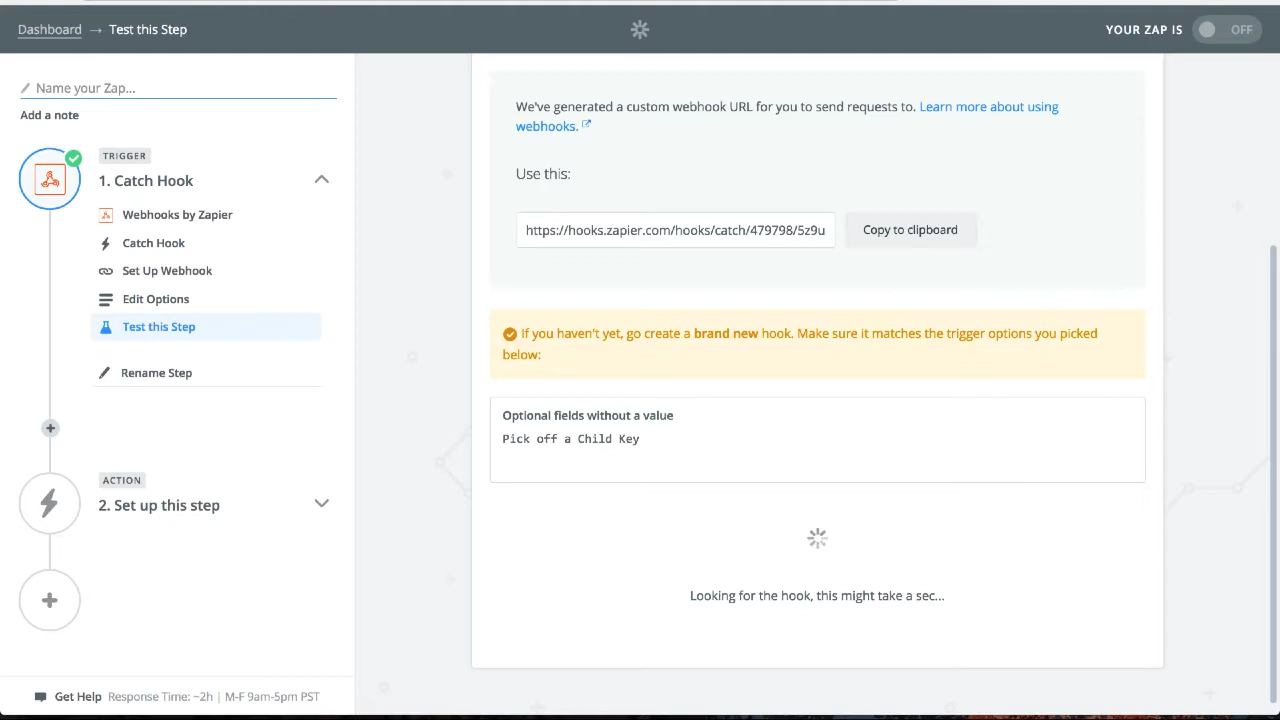 Dashboard → Test this Step
YOUR ZAP IS OFF
Name your Zap...
Add a note
TRIGGER
1. Catch Hook
Webhooks by Zapier
Catch Hook
Set Up Webhook
Edit Options
Test this Step
Rename Step
ACTION
2. Set up this step
Get Help Response Time: ~2h | M-F 9am-5pm PST
We've generated a custom webhook URL for you to send requests to. Learn more about using
webhooks.
Use this:
https://hooks.zapier.com/hooks/catch/479798/5z9u
Copy to clipboard
If you haven't yet, go create a brand new hook. Make sure it matches the trigger options you picked
below:
Optional fields without a value
Pick off a Child Key
Looking for the hook, this might take a sec...